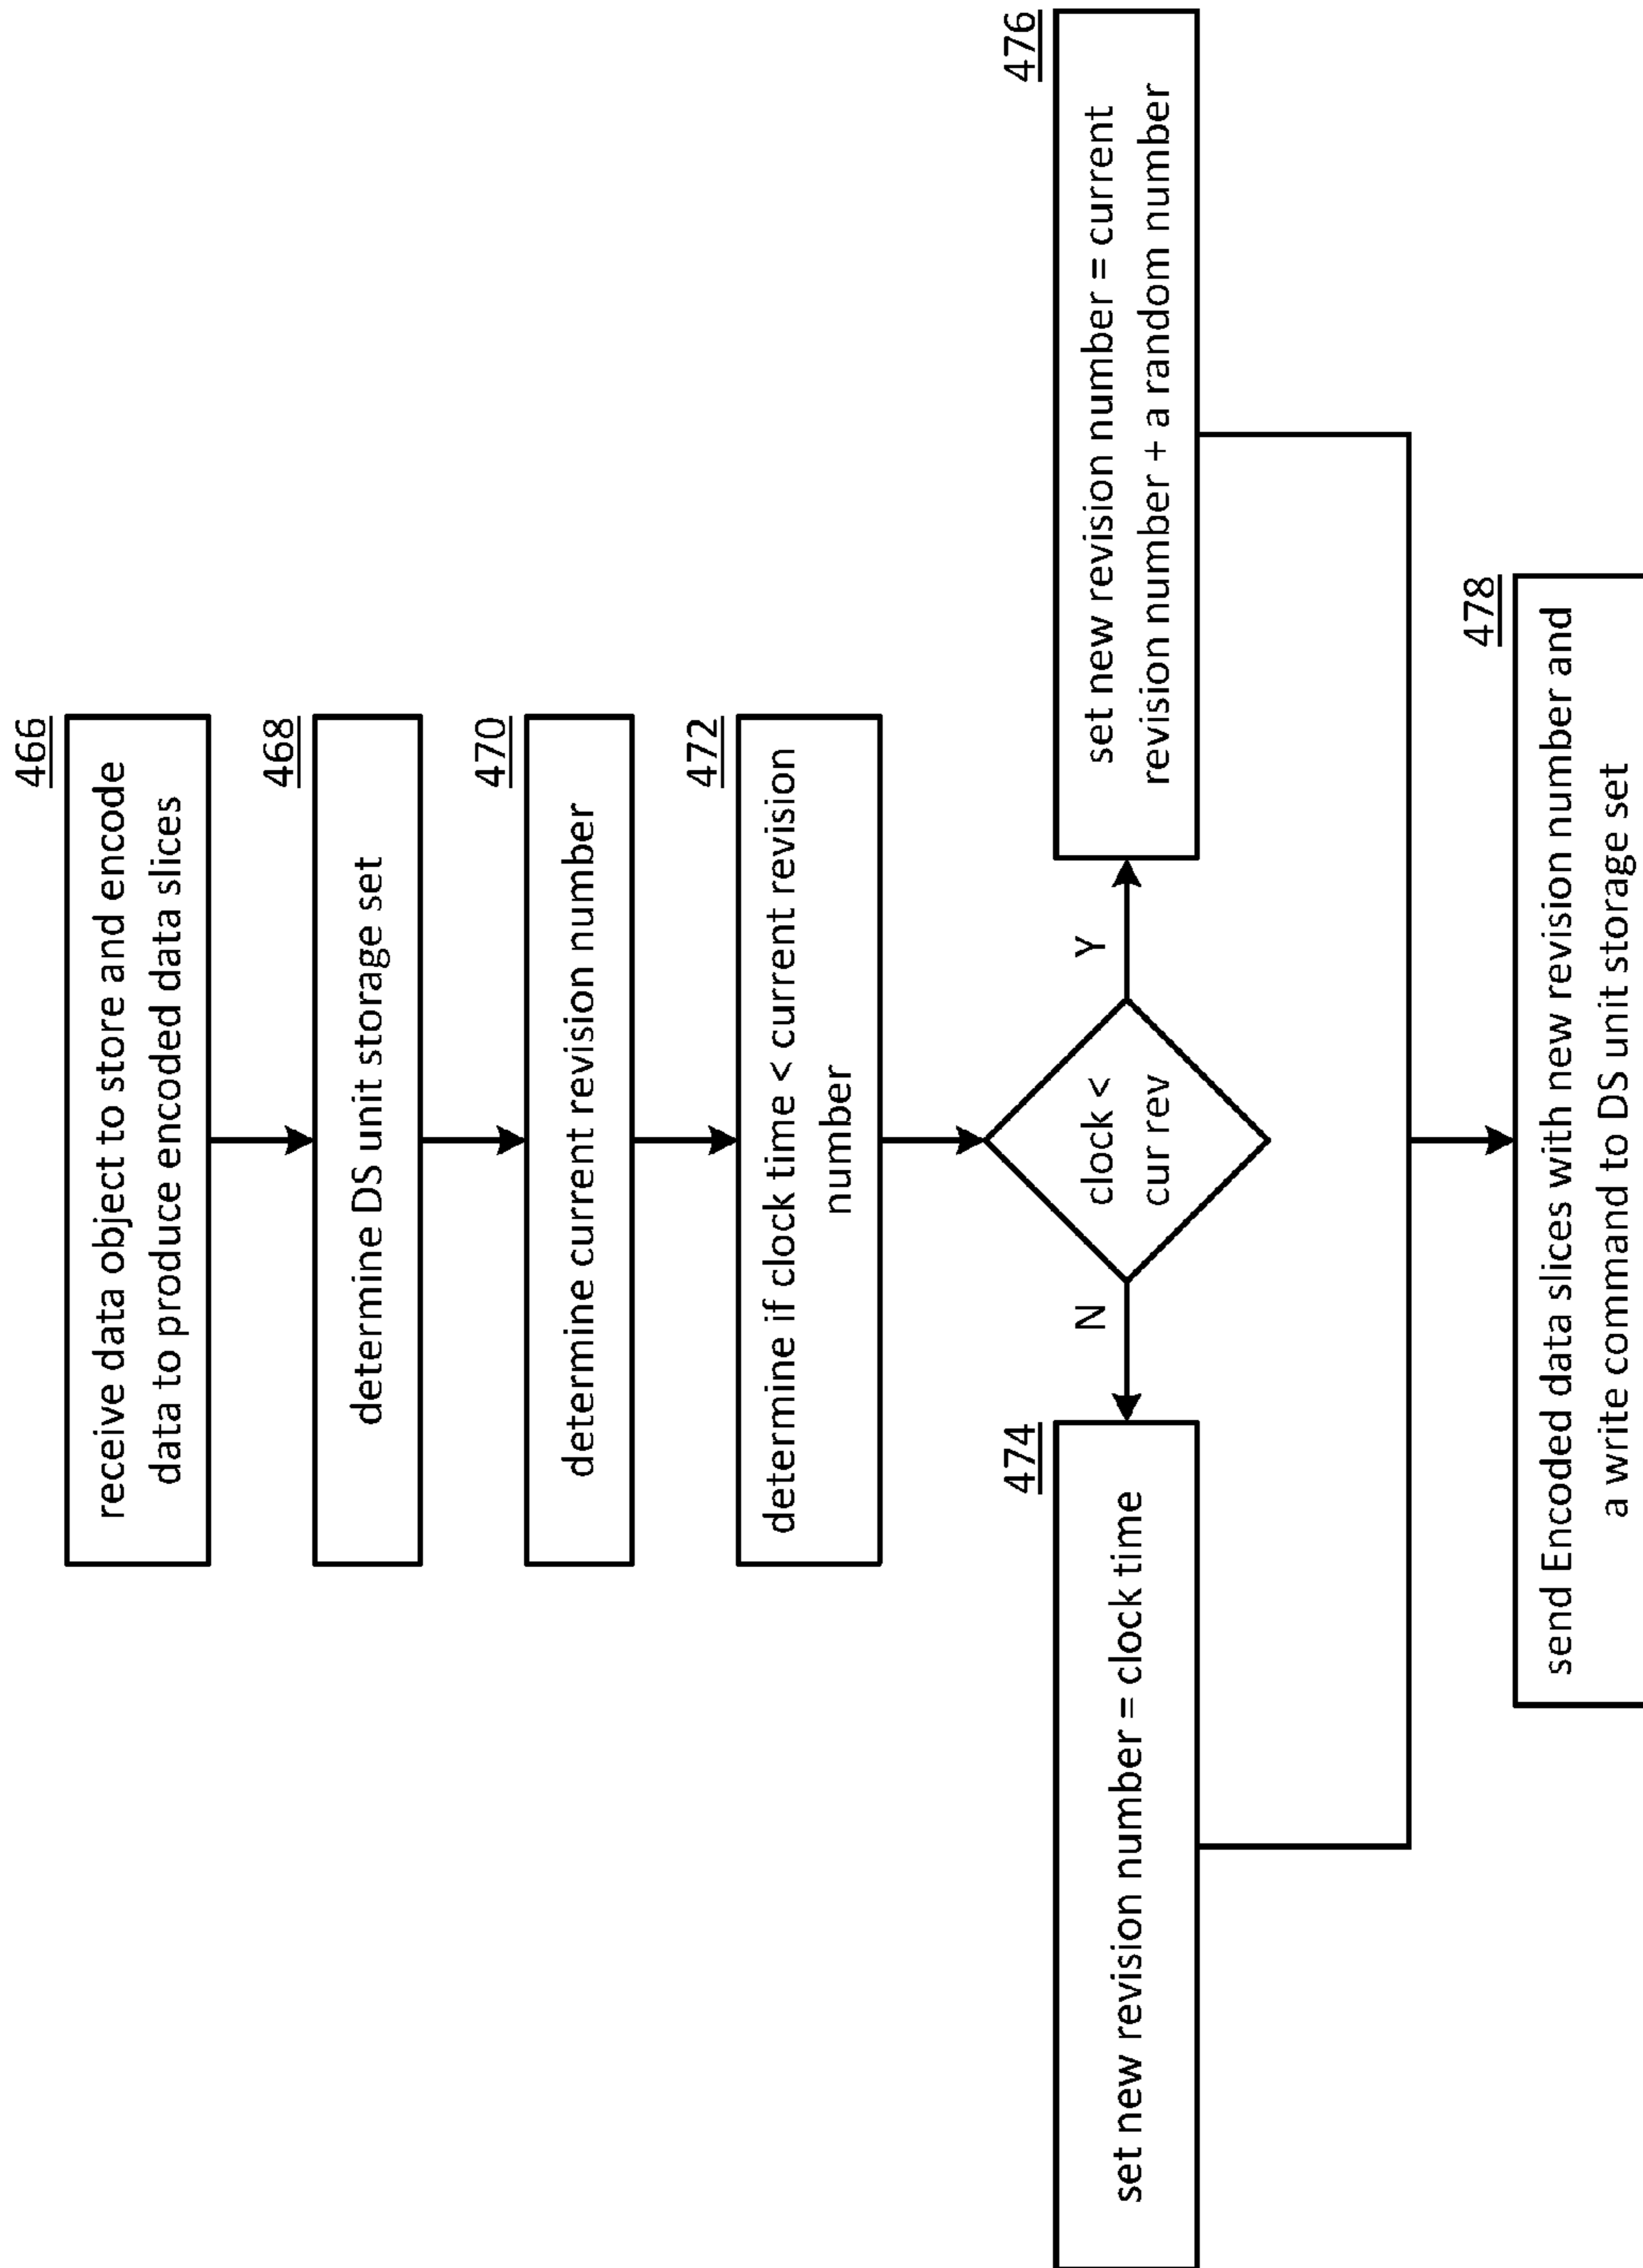 466
receive data object to store and encode
data to produce encoded data slices
468
determine DS unit storage set
470
determine current revision number
472
determine if clock time < current revision
number
clock <
cur rev
N
Y
474
set new revision number = clock time
476
set new revision number = current
revision number + a random number
478
send Encoded data slices with new revision number and
a write command to DS unit storage set